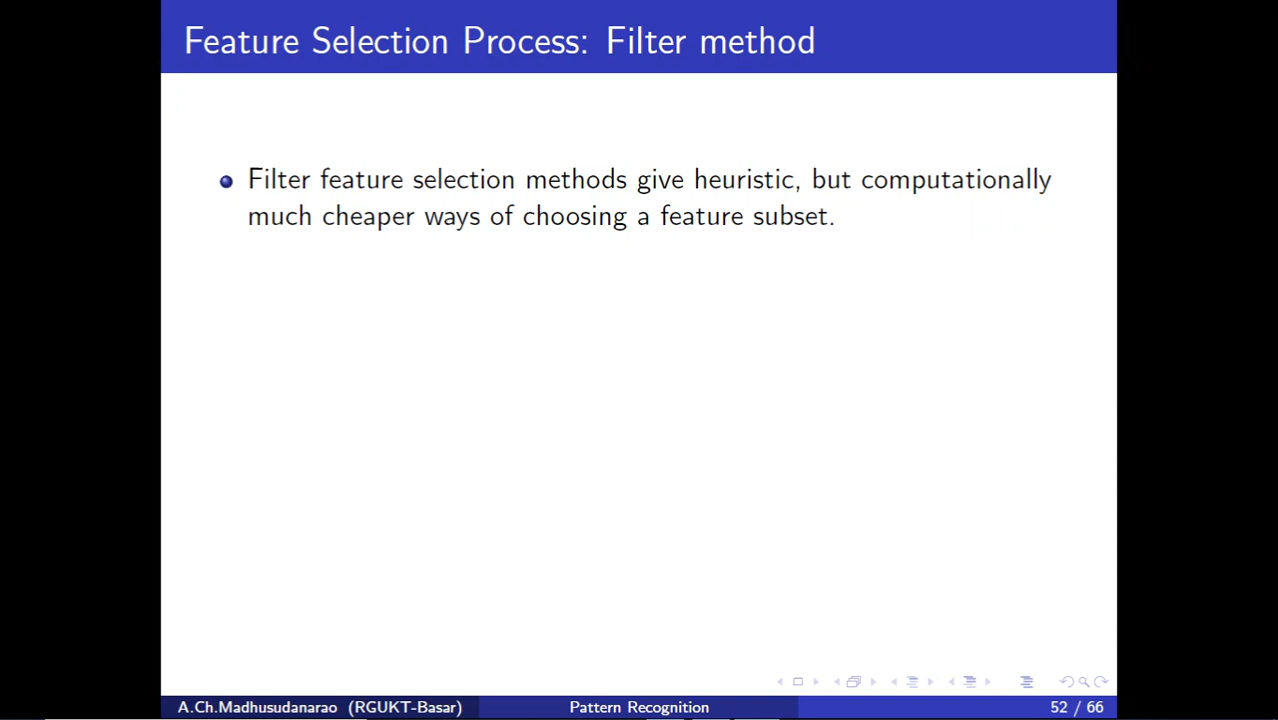 Feature Selection Process: Filter method
Filter feature selection methods give heuristic, but computationally
much cheaper ways of choosing a feature subset.
A.Ch.Madhusudanarao (RGUKT-Basar) Pattern Recognition 52 / 66